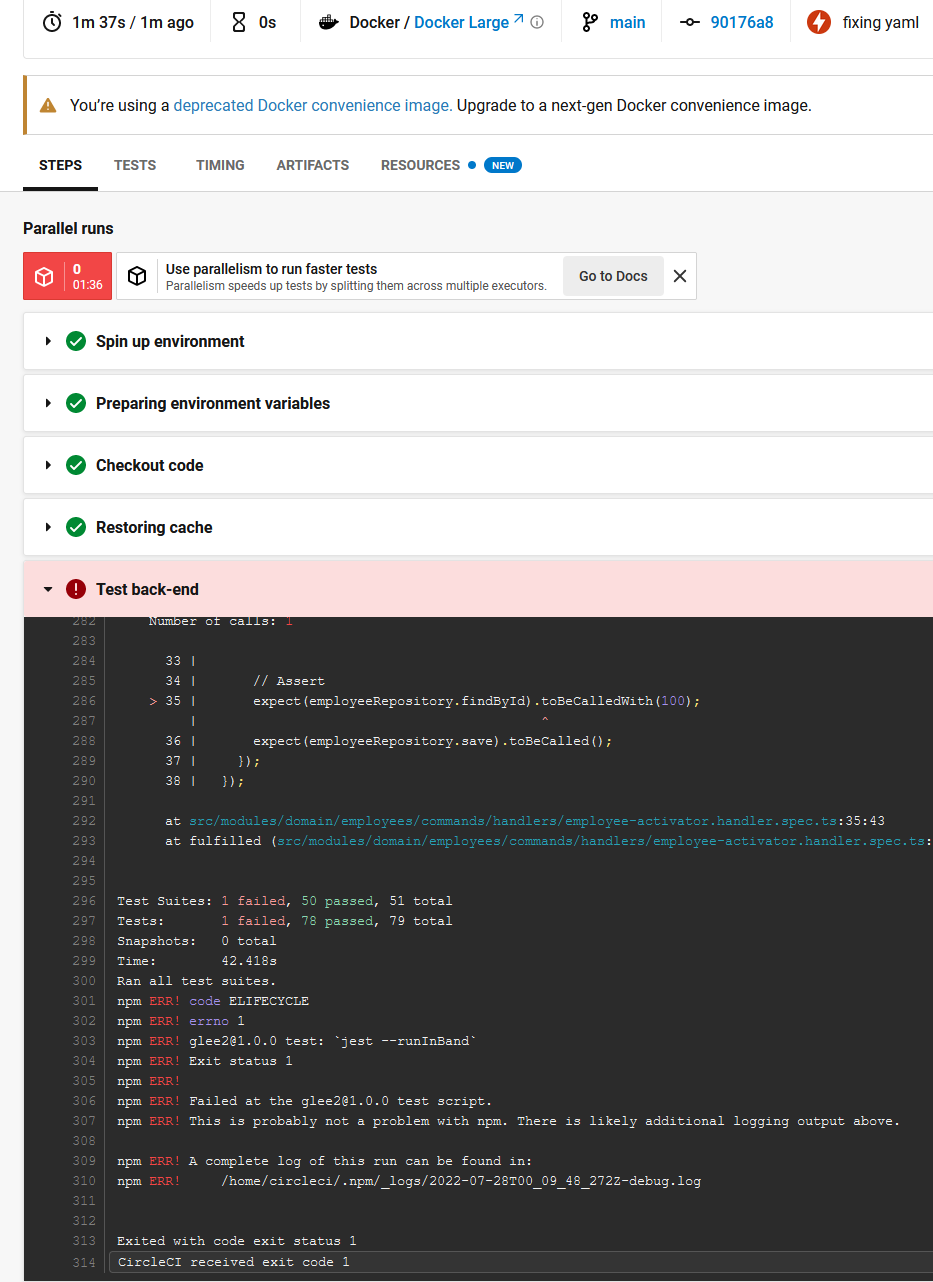 1m 37s / 1m ago 0s Docker / Docker Large main 90176a8 fixing yaml
You're using a deprecated Docker convenience image. Upgrade to a next-gen Docker convenience image.
STEPS TESTS TIMING ARTIFACTS RESOURCES NEW
Parallel runs
0
01:36
Use parallelism to run faster tests
Parallelism speeds up tests by splitting them across multiple executors.
Go to Docs
Spin up environment
Preparing environment variables
Checkout code
Restoring cache
Test back-end
282     Number of calls: 1
283
284       33 |
285       34 |       // Assert
286     > 35 |       expect(employeeRepository.findById).toBeCalledWith(100);
287          |                                           ^
288       36 |       expect(employeeRepository.save).toBeCalled();
289       37 |     });
290       38 |   });
291
292       at src/modules/domain/employees/commands/handlers/employee-activator.handler.spec.ts:35:43
293       at fulfilled (src/modules/domain/employees/commands/handlers/employee-activator.handler.spec.ts:
294
295
296 Test Suites: 1 failed, 50 passed, 51 total
297 Tests:       1 failed, 78 passed, 79 total
298 Snapshots:   0 total
299 Time:        42.418s
300 Ran all test suites.
301 npm ERR! code ELIFECYCLE
302 npm ERR! errno 1
303 npm ERR! glee2@1.0.0 test: `jest --runInBand`
304 npm ERR! Exit status 1
305 npm ERR!
306 npm ERR! Failed at the glee2@1.0.0 test script.
307 npm ERR! This is probably not a problem with npm. There is likely additional logging output above.
308
309 npm ERR! A complete log of this run can be found in:
310 npm ERR!     /home/circleci/.npm/_logs/2022-07-28T00_09_48_272Z-debug.log
311
312
313 Exited with code exit status 1
314 CircleCI received exit code 1